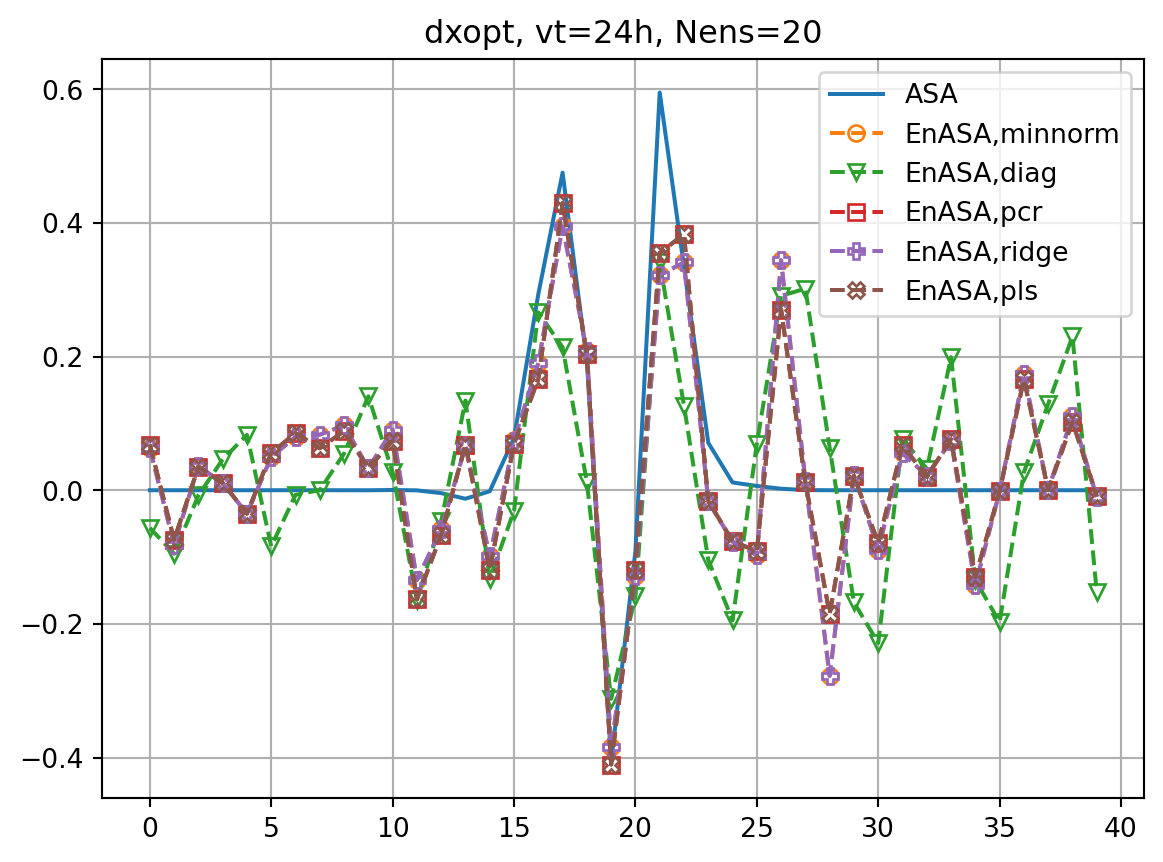 dxopt, vt=24h, Nens=20
ASA
EnASA,minnorm
EnASA,diag
EnASA,pcr
EnASA,ridge
EnASA,pls
0.6
0.4
0.2
0.0
−0.2
−0.4
0 5 10 15 20 25 30 35 40